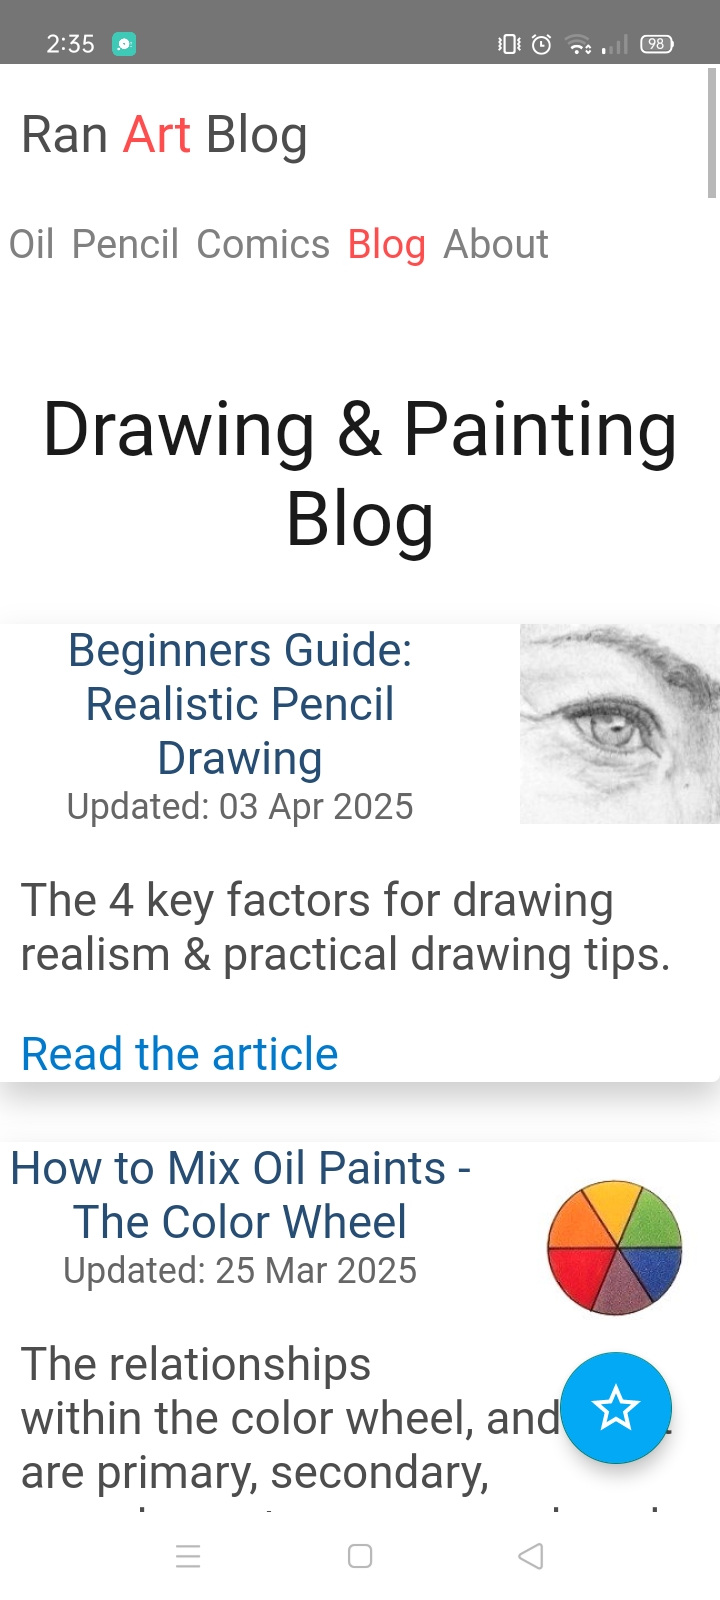 2:35
98
Ran Art Blog
Oil Pencil Comics Blog About
Drawing & Painting
Blog
Beginners Guide:
Realistic Pencil
Drawing
Updated: 03 Apr 2025
The 4 key factors for drawing
realism & practical drawing tips.
Read the article
How to Mix Oil Paints -
The Color Wheel
Updated: 25 Mar 2025
The relationships
within the color wheel, and
are primary, secondary,